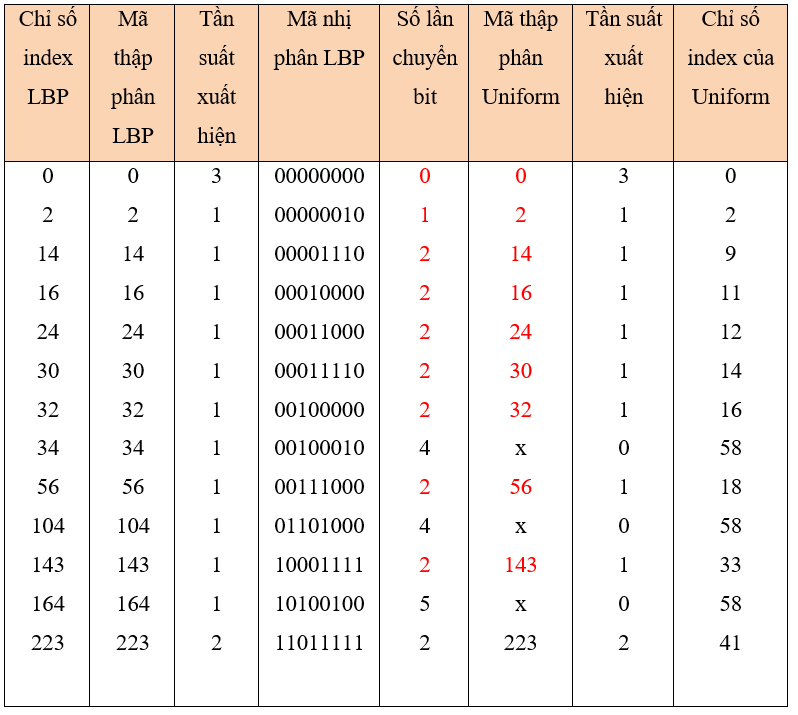 Chỉ số index LBP | Mã thập phân LBP | Tần suất xuất hiện | Mã nhị phân LBP | Số lần chuyển bit | Mã thập phân Uniform | Tần suất xuất hiện | Chỉ số index của Uniform
0 | 0 | 3 | 00000000 | 0 | 0 | 3 | 0
2 | 2 | 1 | 00000010 | 1 | 2 | 1 | 2
14 | 14 | 1 | 00001110 | 2 | 14 | 1 | 9
16 | 16 | 1 | 00010000 | 2 | 16 | 1 | 11
24 | 24 | 1 | 00011000 | 2 | 24 | 1 | 12
30 | 30 | 1 | 00011110 | 2 | 30 | 1 | 14
32 | 32 | 1 | 00100000 | 2 | 32 | 1 | 16
34 | 34 | 1 | 00100010 | 4 | x | 0 | 58
56 | 56 | 1 | 00111000 | 2 | 56 | 1 | 18
104 | 104 | 1 | 01101000 | 4 | x | 0 | 58
143 | 143 | 1 | 10001111 | 2 | 143 | 1 | 33
164 | 164 | 1 | 10100100 | 5 | x | 0 | 58
223 | 223 | 2 | 11011111 | 2 | 223 | 2 | 41